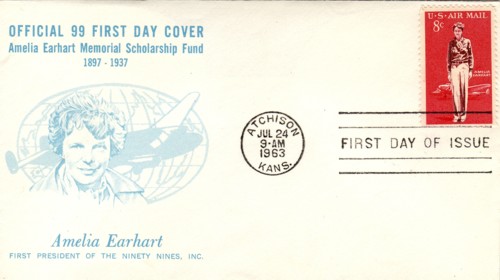 OFFICIAL 99 FIRST DAY COVER
Amelia Earhart Memorial Scholarship Fund
1897 - 1937
U·S·AIR MAIL
8c
AMELIA
EARHART
ATCHISON
JUL 24
9-AM
1963
KANS.
FIRST DAY OF ISSUE
Amelia Earhart
FIRST PRESIDENT OF THE NINETY NINES, INC.